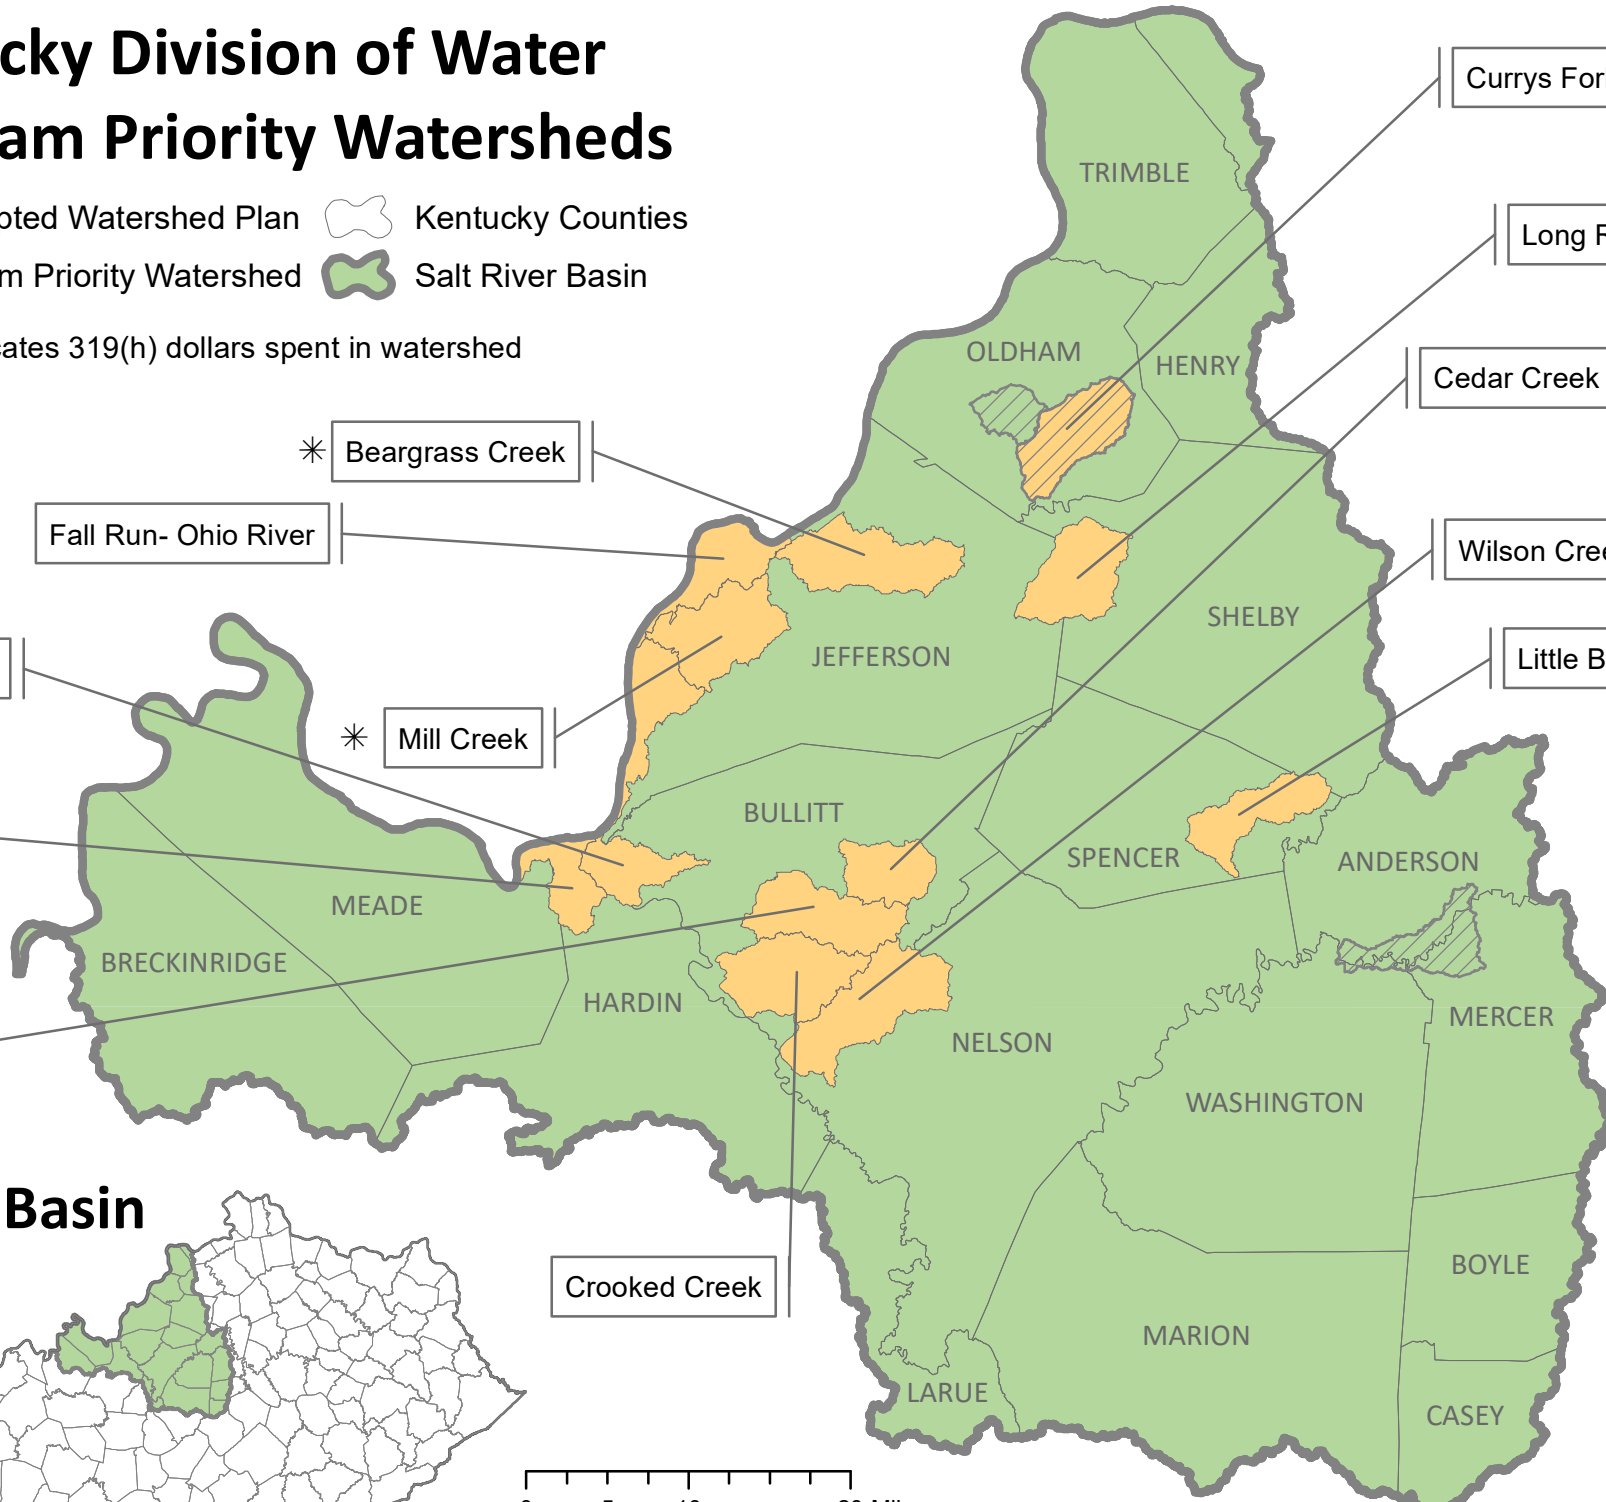 cky Division of Water
am Priority Watersheds
pted Watershed Plan
Kentucky Counties
m Priority Watershed
Salt River Basin
cates 319(h) dollars spent in watershed
Currys For
Long R
Cedar Creek
Wilson Cree
Little B
✳ Beargrass Creek
Fall Run- Ohio River
✳ Mill Creek
Crooked Creek
TRIMBLE
OLDHAM
HENRY
SHELBY
JEFFERSON
BULLITT
SPENCER
ANDERSON
MEADE
BRECKINRIDGE
HARDIN
NELSON
MERCER
WASHINGTON
BOYLE
MARION
LARUE
CASEY
Basin